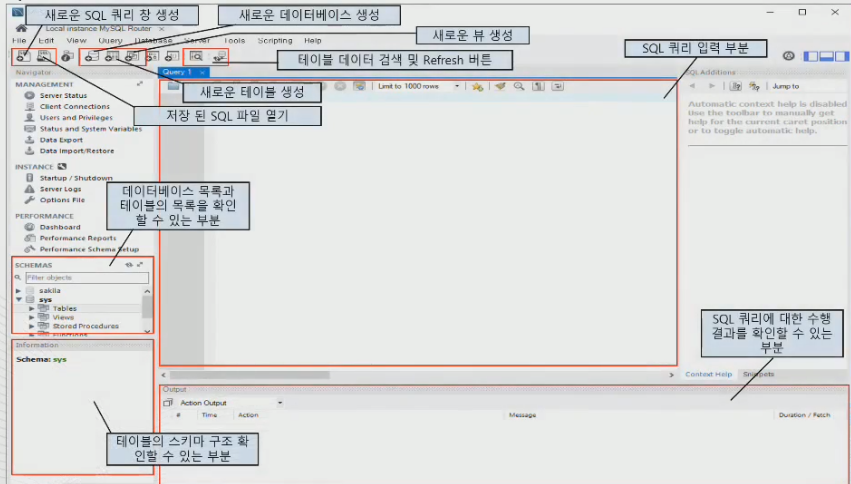 새로운 SQL 쿼리 창 생성
새로운 데이터베이스 생성
Local instance MySQL Router
새로운 뷰 생성
File Edit View Query Database Server Tools Scripting Help
SQL 쿼리 입력 부분
테이블 데이터 검색 및 Refresh 버튼
Navigator
Query 1
SQL Additions
MANAGEMENT
새로운 테이블 생성
Limit to 1000 rows
Jump to
Server Status
Client Connections
저장 된 SQL 파일 열기
Users and Privileges
Status and System Variables
Data Export
Data Import/Restore
Automatic context help is disabled
Use the toolbar to manually get
help for the current caret position
or to toggle automatic help.
INSTANCE
Startup / Shutdown
Server Logs
Options File
데이터베이스 목록과
테이블의 목록을 확인
할 수 있는 부분
PERFORMANCE
Dashboard
Performance Reports
Performance Schema Setup
SCHEMAS
Filter objects
sakila
sys
Tables
Views
Stored Procedures
Functions
SQL 쿼리에 대한 수행
결과를 확인할 수 있는
부분
Information
Schema: sys
Context Help Snippets
Output
Action Output
# Time Action Message Duration / Fetch
테이블의 스키마 구조 확
인할 수 있는 부분